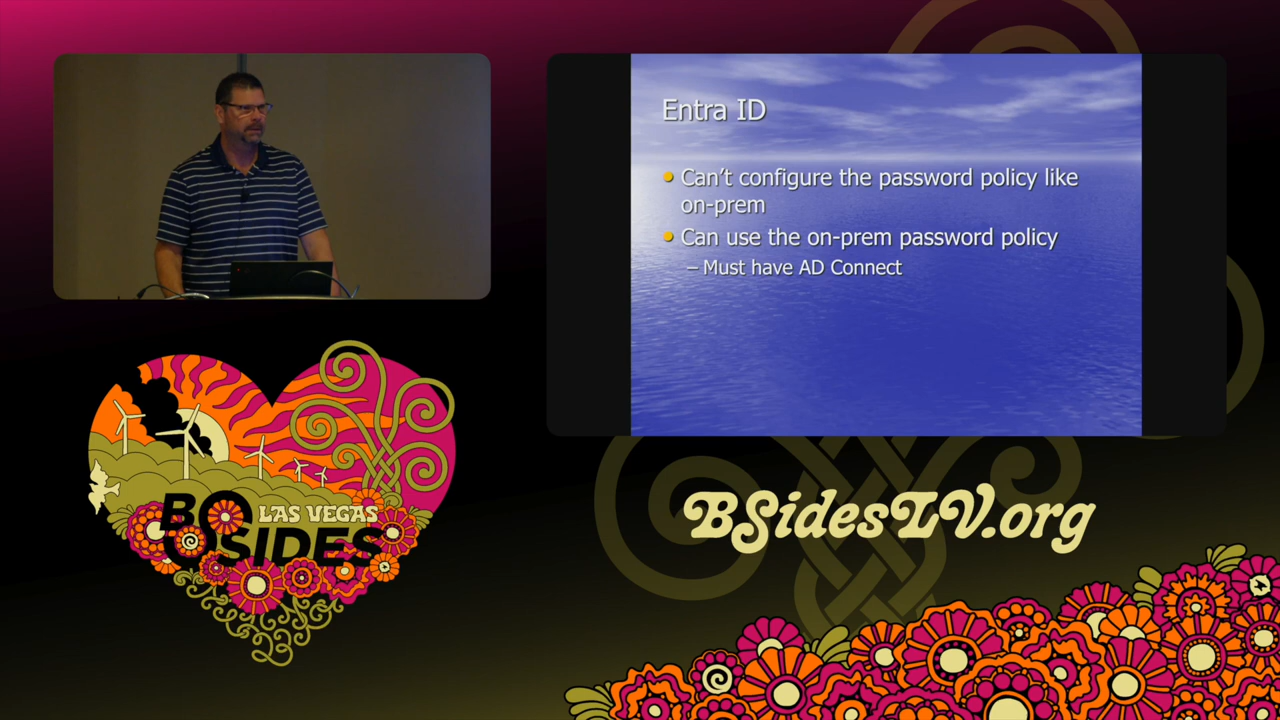 Entra ID
• Can't configure the password policy like
on-prem
• Can use the on-prem password policy
– Must have AD Connect
BSidesLV.org
LAS VEGAS
BSIDES